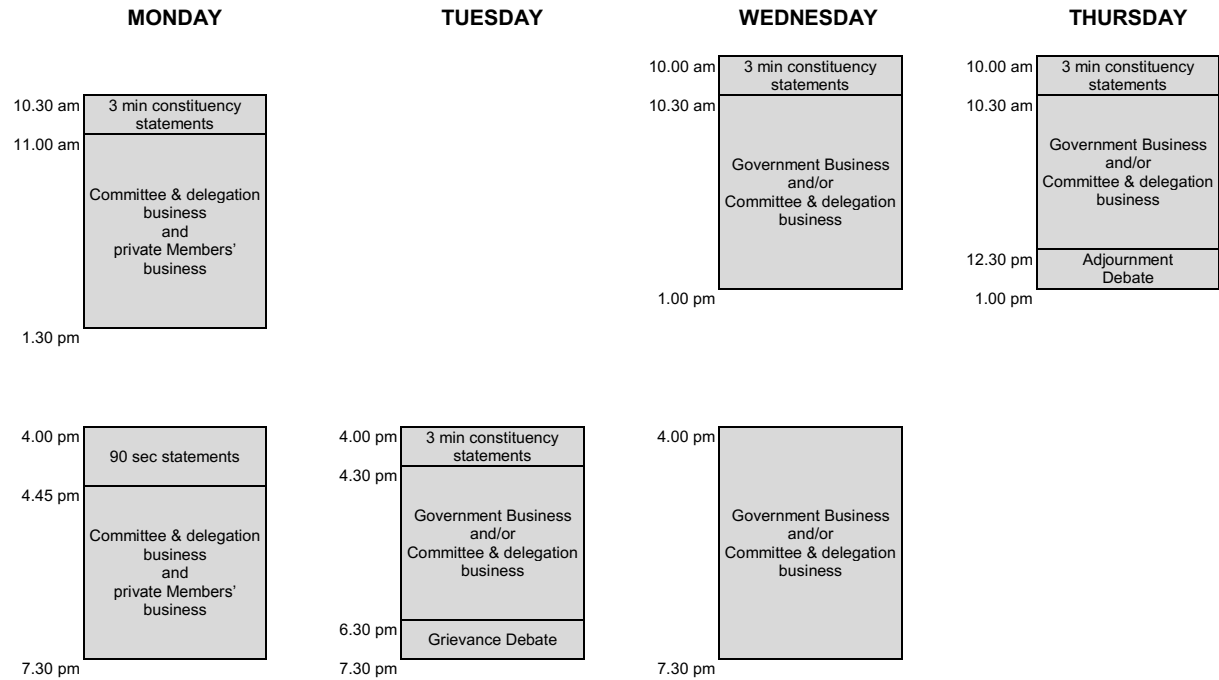 MONDAY
TUESDAY
WEDNESDAY
THURSDAY
10.30 am
3 min constituency
statements
11.00 am
Committee & delegation
business
and
private Members’
business
1.30 pm
4.00 pm
90 sec statements
4.45 pm
Committee & delegation
business
and
private Members’
business
7.30 pm
4.00 pm
3 min constituency
statements
4.30 pm
Government Business
and/or
Committee & delegation
business
6.30 pm
Grievance Debate
7.30 pm
10.00 am
3 min constituency
statements
10.30 am
Government Business
and/or
Committee & delegation
business
1.00 pm
4.00 pm
Government Business
and/or
Committee & delegation
business
7.30 pm
10.00 am
3 min constituency
statements
10.30 am
Government Business
and/or
Committee & delegation
business
12.30 pm
Adjournment
Debate
1.00 pm